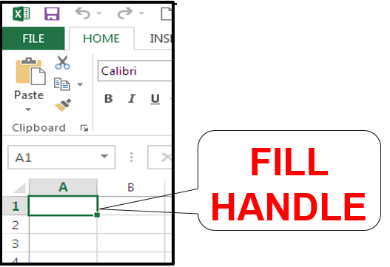 FILE HOME INS
Calibri
Paste
B I U
Clipboard
A1
A B
1
2
3
4
FILL
HANDLE